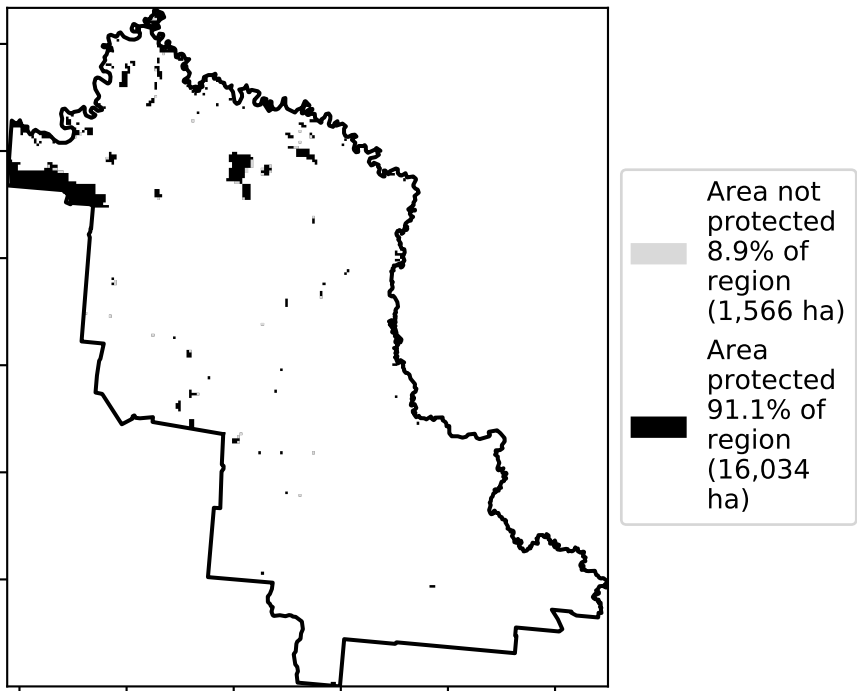 Area not
protected
8.9% of
region
(1,566 ha)
Area
protected
91.1% of
region
(16,034
ha)